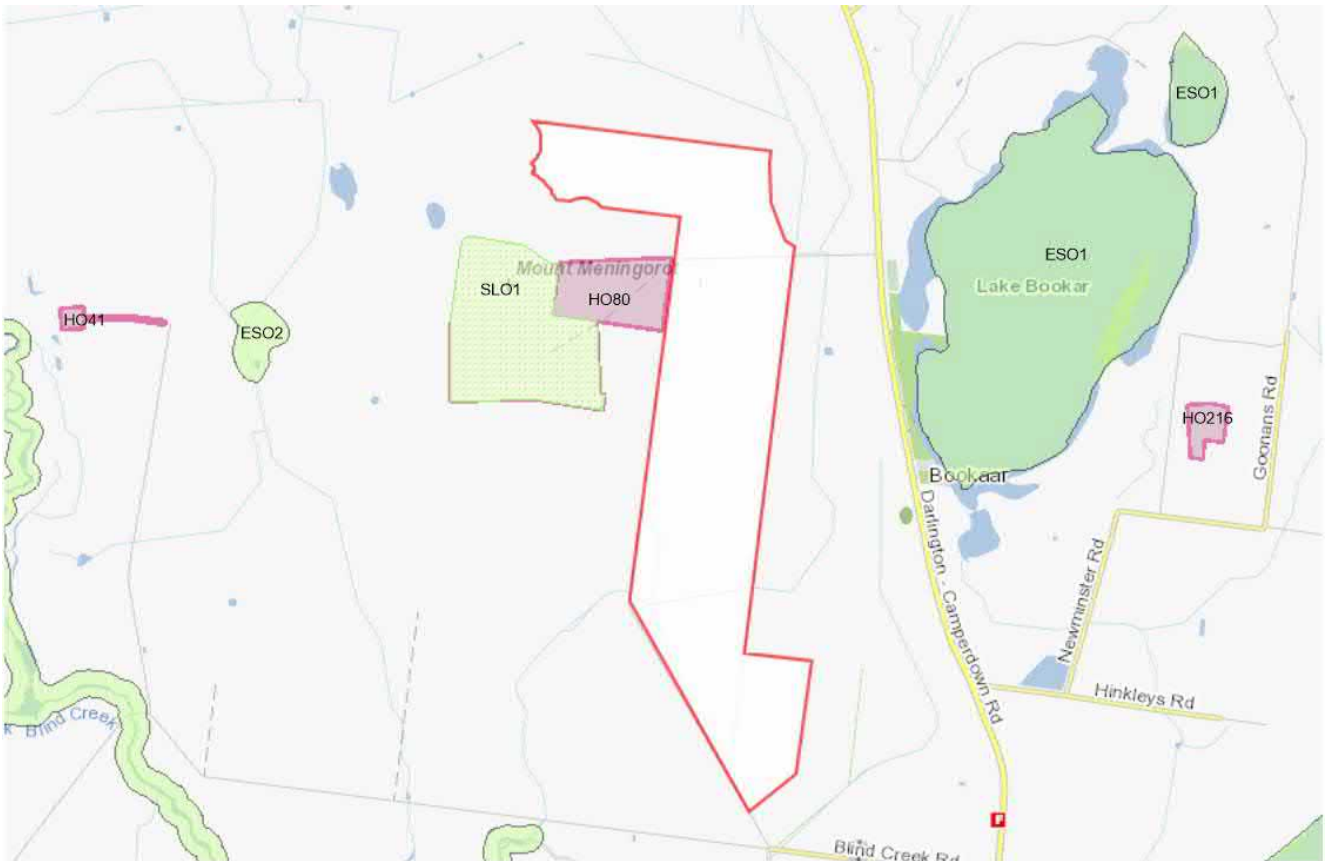 ESO1
ESO1
Lake Bookar
Mount Meningorot
SLO1
HO80
HO41
ESO2
HO216
Goonans Rd
Bookaar
Darlington - Camperdown Rd
Newminster Rd
Hinkleys Rd
k Blind Creek
Blind Creek Rd